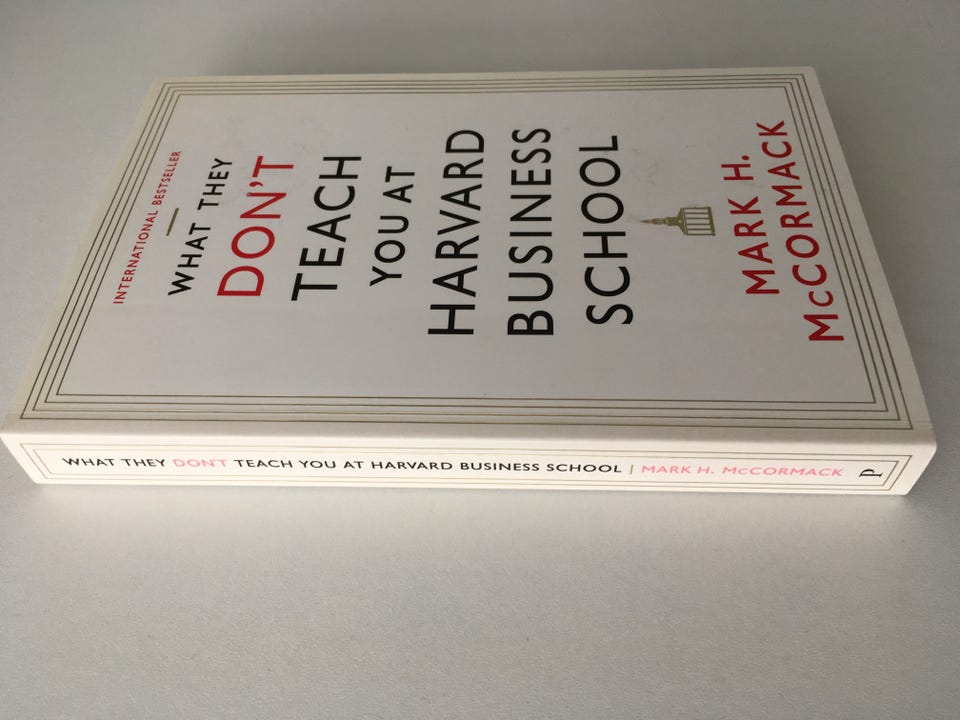 INTERNATIONAL BESTSELLER
WHAT THEY
DON'T
TEACH
YOU AT
HARVARD
BUSINESS
SCHOOL
MARK H.
McCORMACK
WHAT THEY DON'T TEACH YOU AT HARVARD BUSINESS SCHOOL | MARK H. McCORMACK P